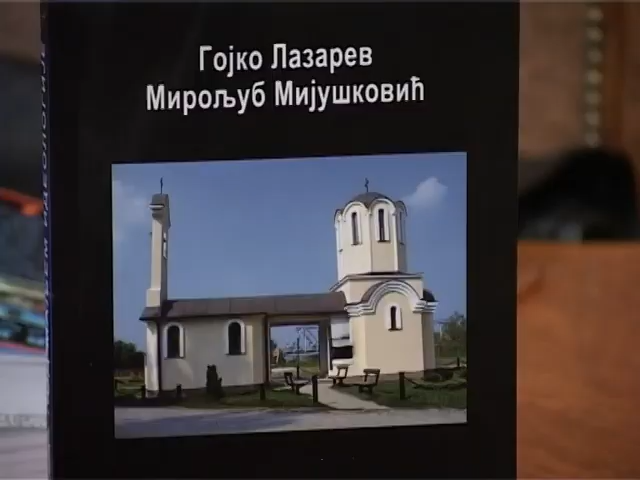 Гојко Лазарев
Мирољуб Мијушковић